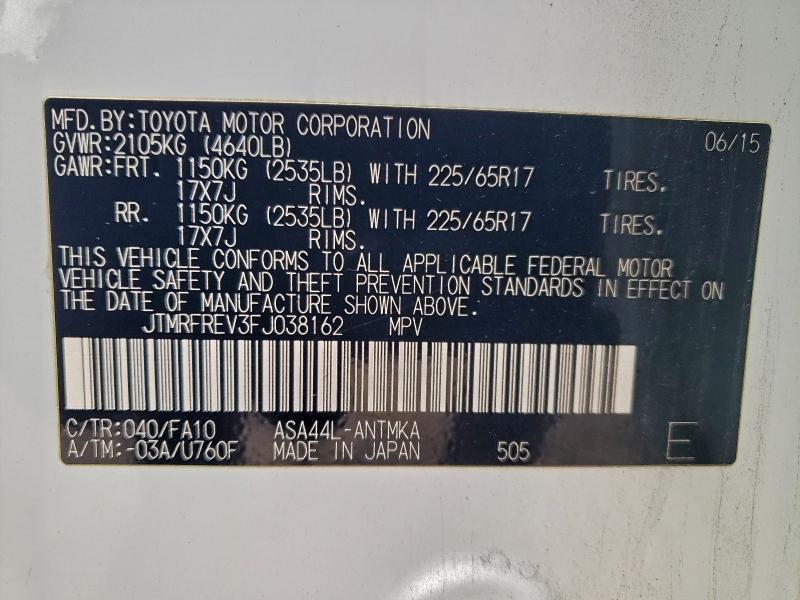 MFD.BY:TOYOTA MOTOR CORPORATION 06/15
GVWR:2105KG (4640LB)
GAWR:FRT. 1150KG (2535LB) WITH 225/65R17 TIRES.
17X7J RIMS.
RR. 1150KG (2535LB) WITH 225/65R17 TIRES.
17X7J RIMS.
THIS VEHICLE CONFORMS TO ALL APPLICABLE FEDERAL MOTOR
VEHICLE SAFETY AND THEFT PREVENTION STANDARDS IN EFFECT ON
THE DATE OF MANUFACTURE SHOWN ABOVE.
JTMRFREV3FJ038162 MPV
C/TR:040/FA10 ASA44L-ANTMKA
A/TM:-03A/U760F MADE IN JAPAN 505 E